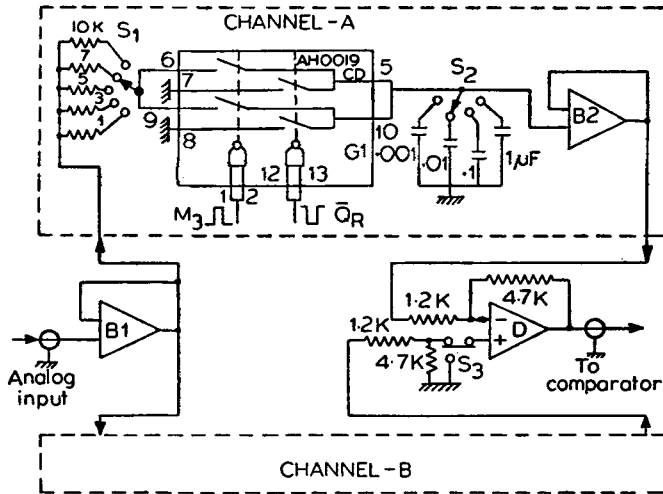 CHANNEL-A
10K
S1
7
5
3
1
6
7
9
8
AH0019
CD
5
10
G1
12
13
1
2
M3
Q̅R
S2
.001
.01
.1
1µF
B2
B1
Analog
input
1.2K
4.7K
1.2K
4.7K
-
+
D
S3
To
comparator
CHANNEL-B